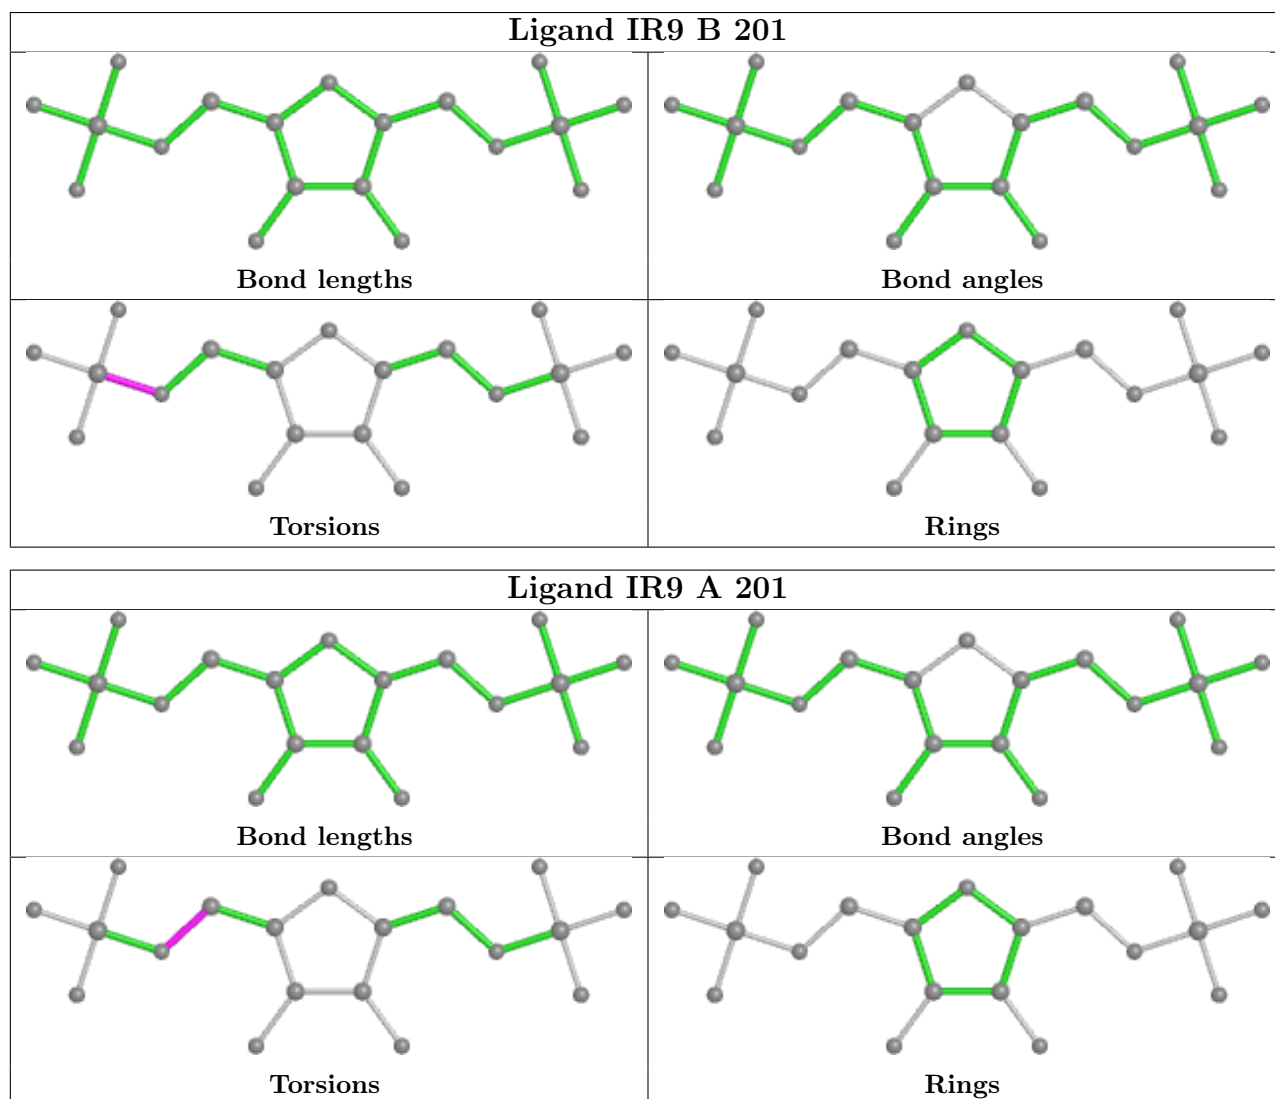 Ligand IR9 B 201
Bond lengths
Bond angles
Torsions
Rings
Ligand IR9 A 201
Bond lengths
Bond angles
Torsions
Rings